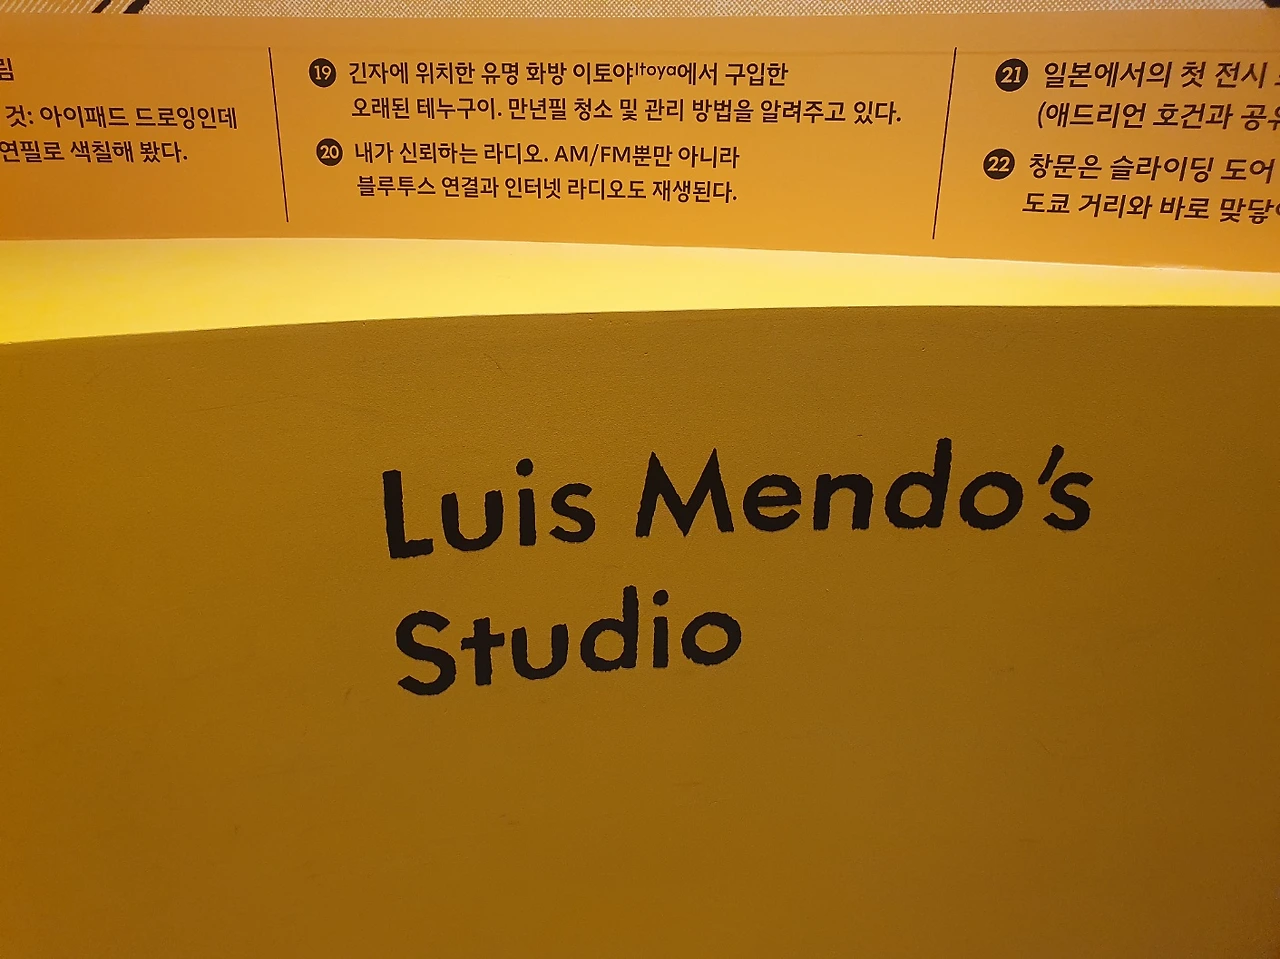 림
것: 아이패드 드로잉인데
연필로 색칠해 봤다.
19 긴자에 위치한 유명 화방 이토야Itoya에서 구입한
오래된 테누구이. 만년필 청소 및 관리 방법을 알려주고 있다.
20 내가 신뢰하는 라디오. AM/FM뿐만 아니라
블루투스 연결과 인터넷 라디오도 재생된다.
21 일본에서의 첫 전시
(애드리언 호건과 공유
22 창문은 슬라이딩 도어
도쿄 거리와 바로 맞닿
Luis Mendo's
Studio